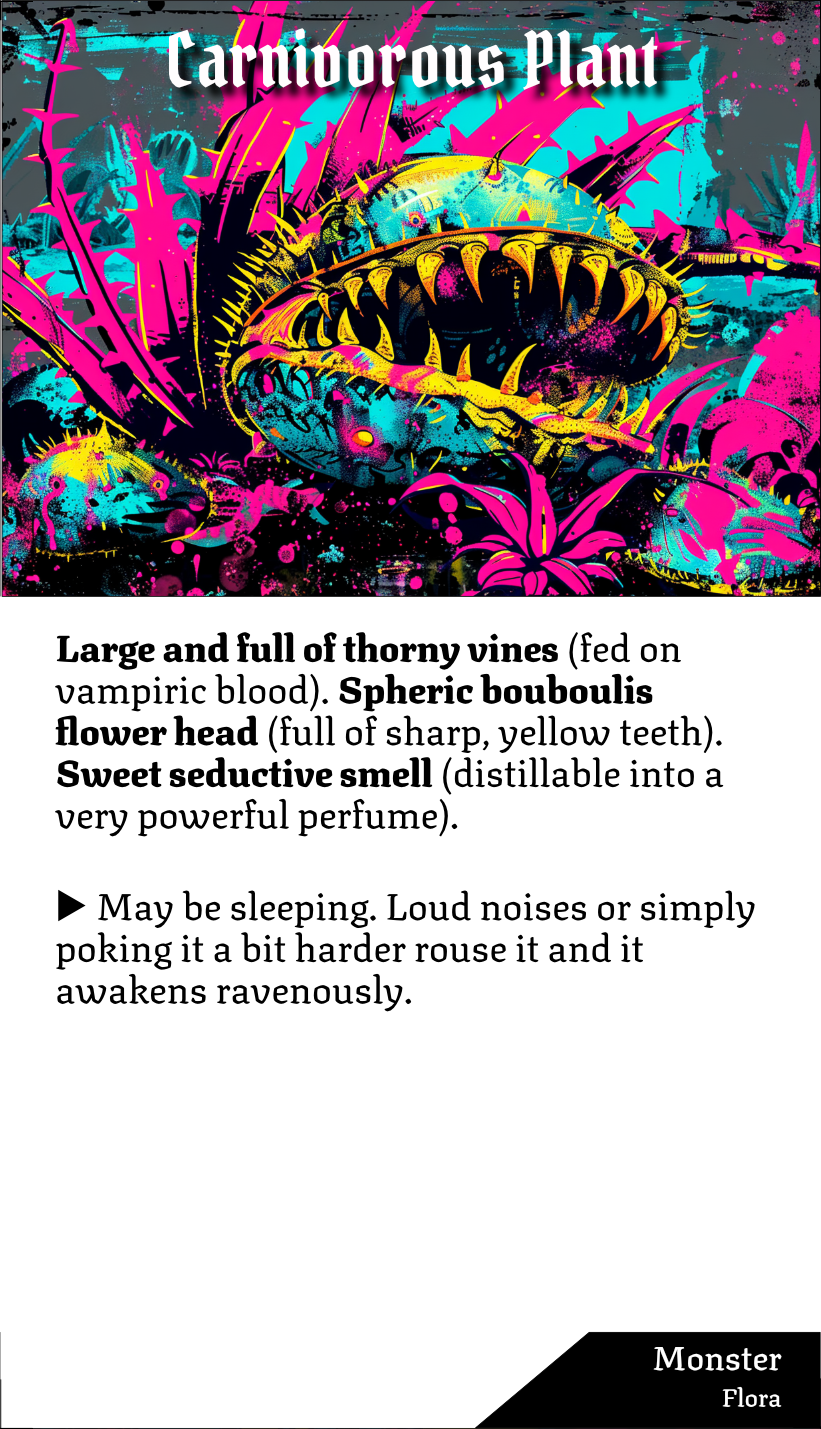 Carnivorous Plant
Large and full of thorny vines (fed on
vampiric blood). Spheric bouboulis
flower head (full of sharp, yellow teeth).
Sweet seductive smell (distillable into a
very powerful perfume).
▶ May be sleeping. Loud noises or simply
poking it a bit harder rouse it and it
awakens ravenously.
Monster
Flora